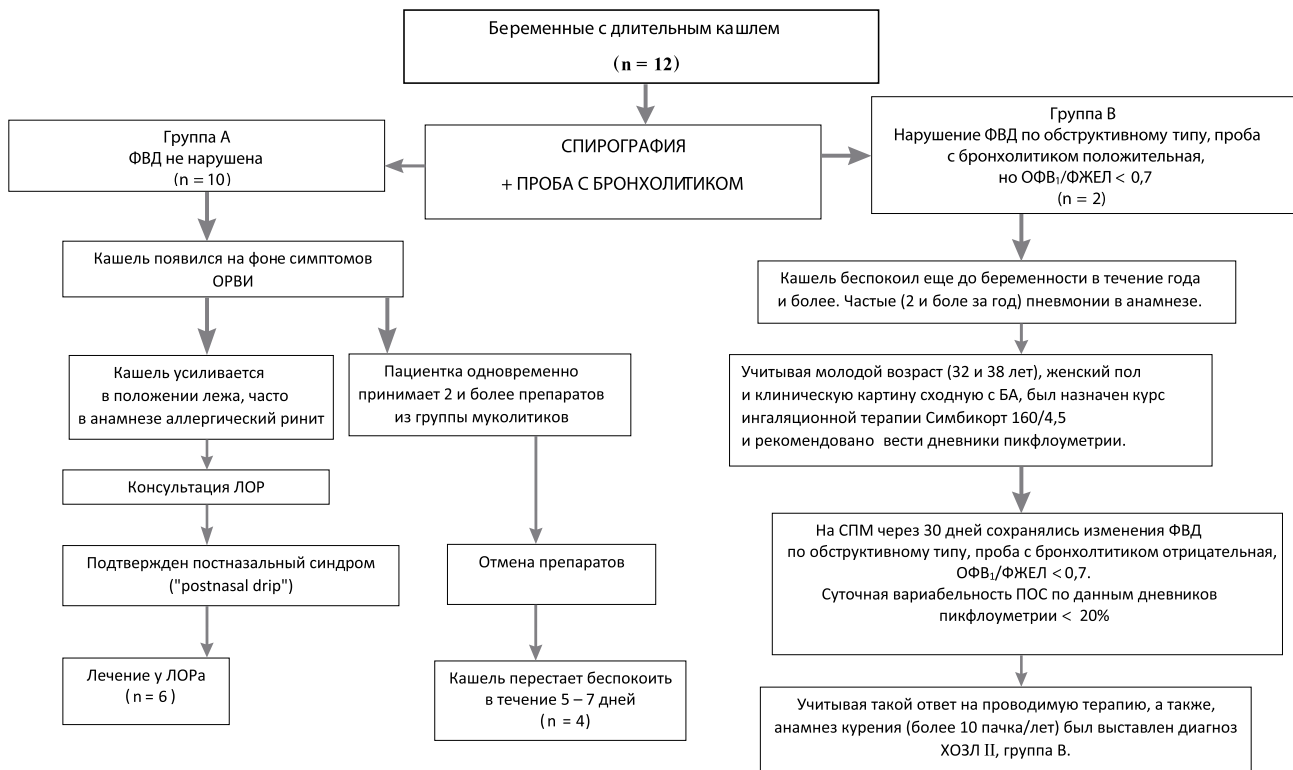 Беременные с длительным кашлем
(n = 12)
СПИРОГРАФИЯ
+ ПРОБА С БРОНХОЛИТИКОМ
Группа А
ФВД не нарушена
(n = 10)
Кашель появился на фоне симптомов
ОРВИ
Кашель усиливается
в положении лежа, часто
в анамнезе аллергический ринит
Консультация ЛОР
Подтвержден постназальный синдром
("postnasal drip")
Лечение у ЛОРа
(n = 6)
Пациентка одновременно
принимает 2 и более препаратов
из группы муколитиков
Отмена препаратов
Кашель перестает беспокоить
в течение 5 – 7 дней
(n = 4)
Группа В
Нарушение ФВД по обструктивному типу, проба
с бронхолитиком положительная,
но ОФВ₁/ФЖЕЛ < 0,7
(n = 2)
Кашель беспокоил еще до беременности в течение года
и более. Частые (2 и боле за год) пневмонии в анамнезе.
Учитывая молодой возраст (32 и 38 лет), женский пол
и клиническую картину сходную с БА, был назначен курс
ингаляционной терапии Симбикорт 160/4,5
и рекомендовано вести дневники пикфлоуметрии.
На СПМ через 30 дней сохранялись изменения ФВД
по обструктивному типу, проба с бронхолтитиком отрицательная,
ОФВ₁/ФЖЕЛ < 0,7.
Суточная вариабельность ПОС по данным дневников
пикфлоуметрии < 20%
Учитывая такой ответ на проводимую терапию, а также,
анамнез курения (более 10 пачка/лет) был выставлен диагноз
ХОЗЛ II, группа В.